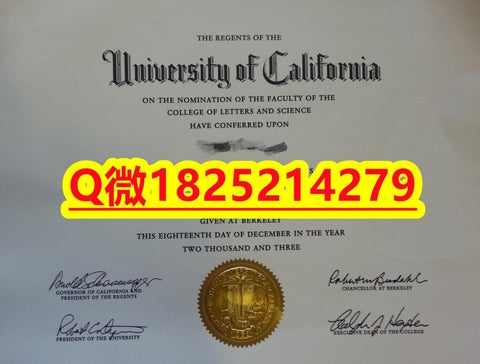 THE REGENTS OF THE
University of California
ON THE NOMINATION OF THE FACULTY OF THE
COLLEGE OF LETTERS AND SCIENCE
HAVE CONFERRED UPON
Q微1825214279
GIVEN AT BERKELEY
THIS EIGHTEENTH DAY OF DECEMBER IN THE YEAR
TWO THOUSAND AND THREE
GOVERNOR OF CALIFORNIA AND
PRESIDENT OF THE REGENTS
CHANCELLOR AT BERKELEY
PRESIDENT OF THE UNIVERSITY
EXECUTIVE DEAN OF THE COLLEGE